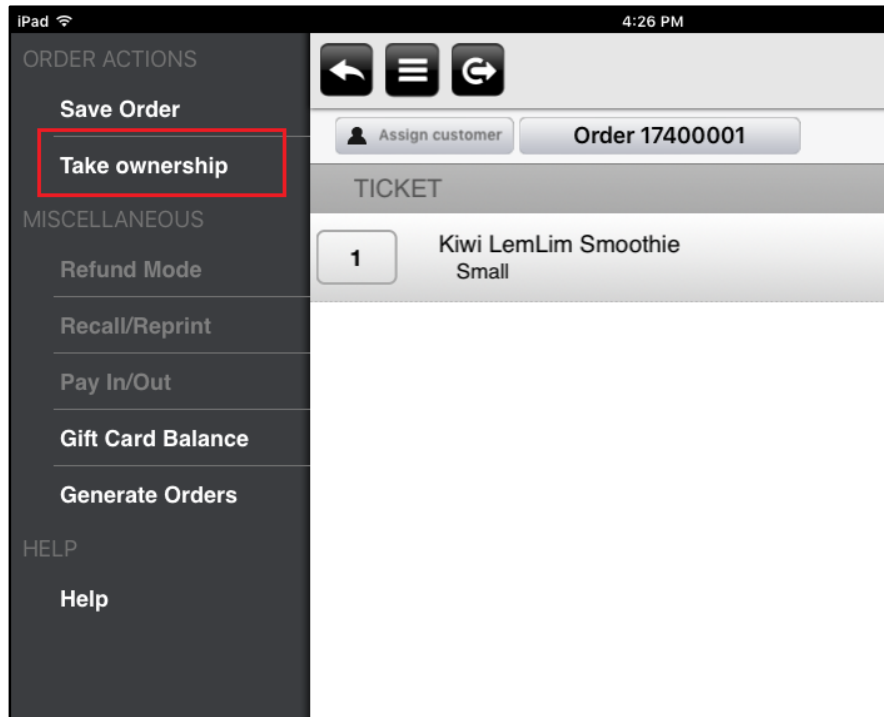 iPad 4:26 PM
ORDER ACTIONS
Save Order
Take ownership
MISCELLANEOUS
Refund Mode
Recall/Reprint
Pay In/Out
Gift Card Balance
Generate Orders
HELP
Help
Assign customer Order 17400001
TICKET
1 Kiwi LemLim Smoothie
Small